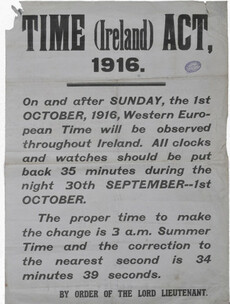 TIME (Ireland) ACT,
1916.
On and after SUNDAY, the 1st
OCTOBER, 1916, Western Euro-
pean Time will be observed
throughout Ireland. All clocks
and watches should be put
back 35 minutes during the
night 30th SEPTEMBER--1st
OCTOBER.
The proper time to make
the change is 3 a.m. Summer
Time and the correction to
the nearest second is 34
minutes 39 seconds.
BY ORDER OF THE LORD LIEUTENANT.